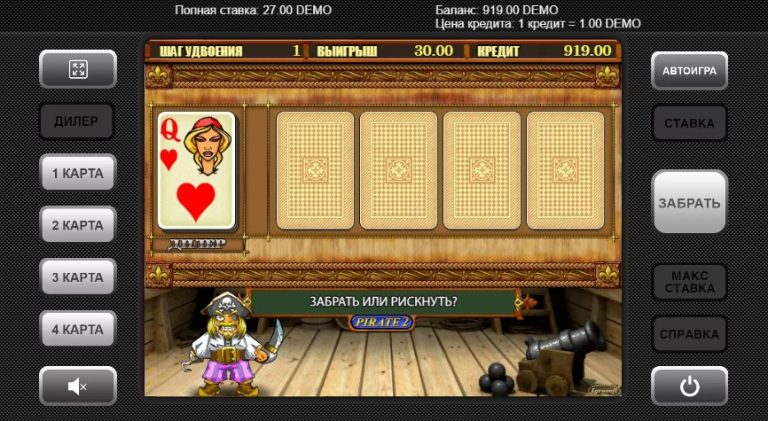 Полная ставка: 27.00 DEMO
Баланс: 919.00 DEMO
Цена кредита: 1 кредит = 1.00 DEMO
ШАГ УДВОЕНИЯ 1 ВЫИГРЫШ 30.00 КРЕДИТ 919.00
АВТОИГРА
ДИЛЕР
СТАВКА
Q
1 КАРТА
ЗАБРАТЬ
2 КАРТА
ДИЛЕР
3 КАРТА
МАКС
СТАВКА
ЗАБРАТЬ ИЛИ РИСКНУТЬ?
PIRATE 2
4 КАРТА
СПРАВКА
Igrosoft